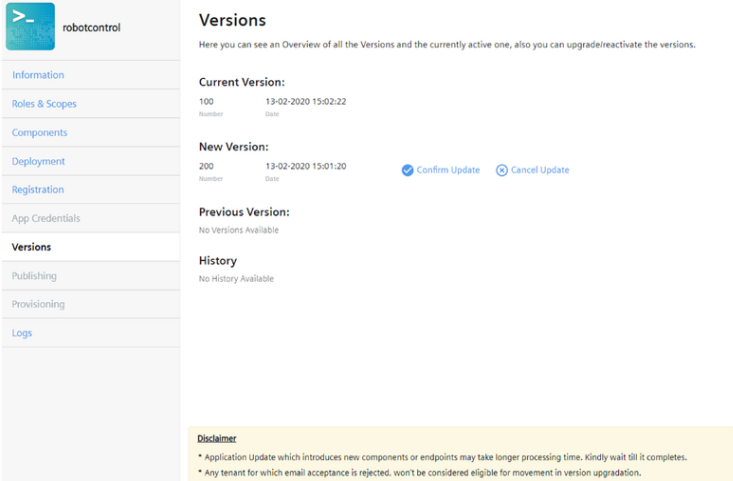 >_
robotcontrol
Information
Roles & Scopes
Components
Deployment
Registration
App Credentials
Versions
Publishing
Provisioning
Logs
Versions
Here you can see an Overview of all the Versions and the currently active one, also you can upgrade/reactivate the versions.
Current Version:
100 13-02-2020 15:02:22
Number Date
New Version:
200 13-02-2020 15:01:20 Confirm Update Cancel Update
Number Date
Previous Version:
No Versions Available
History
No History Available
Disclaimer
* Application Update which introduces new components or endpoints may take longer processing time. Kindly wait till it completes.
* Any tenant for which email acceptance is rejected, won't be considered eligible for movement in version upgradation.